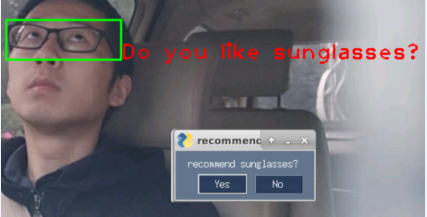 Do you like sunglasses?
recommend
recommend sunglasses?
Yes No